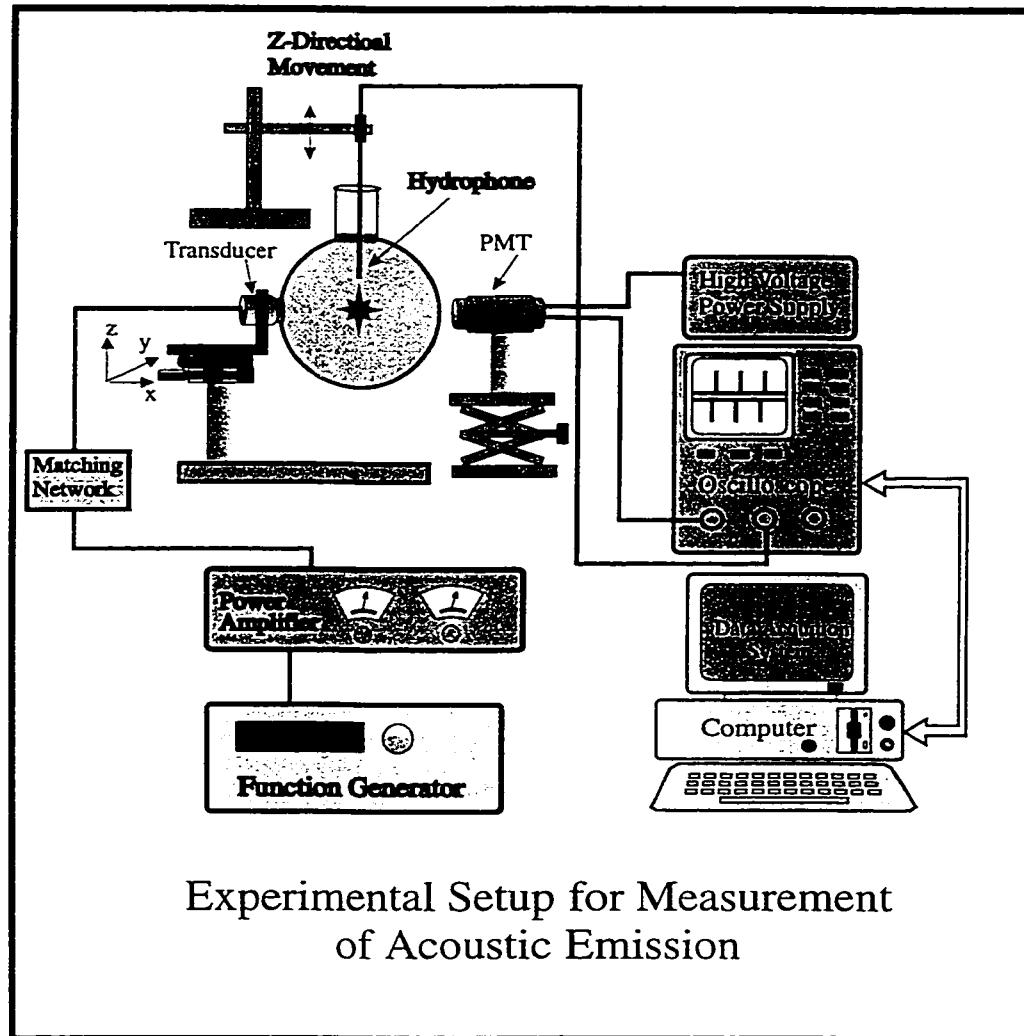 Z-Directional
Movement
Hydrophone
Transducer
PMT
High Voltage
Power Supply
z
y
x
Matching
Network
Oscilloscope
Power
Amplifier
System
Computer
Function Generator
Experimental Setup for Measurement
of Acoustic Emission